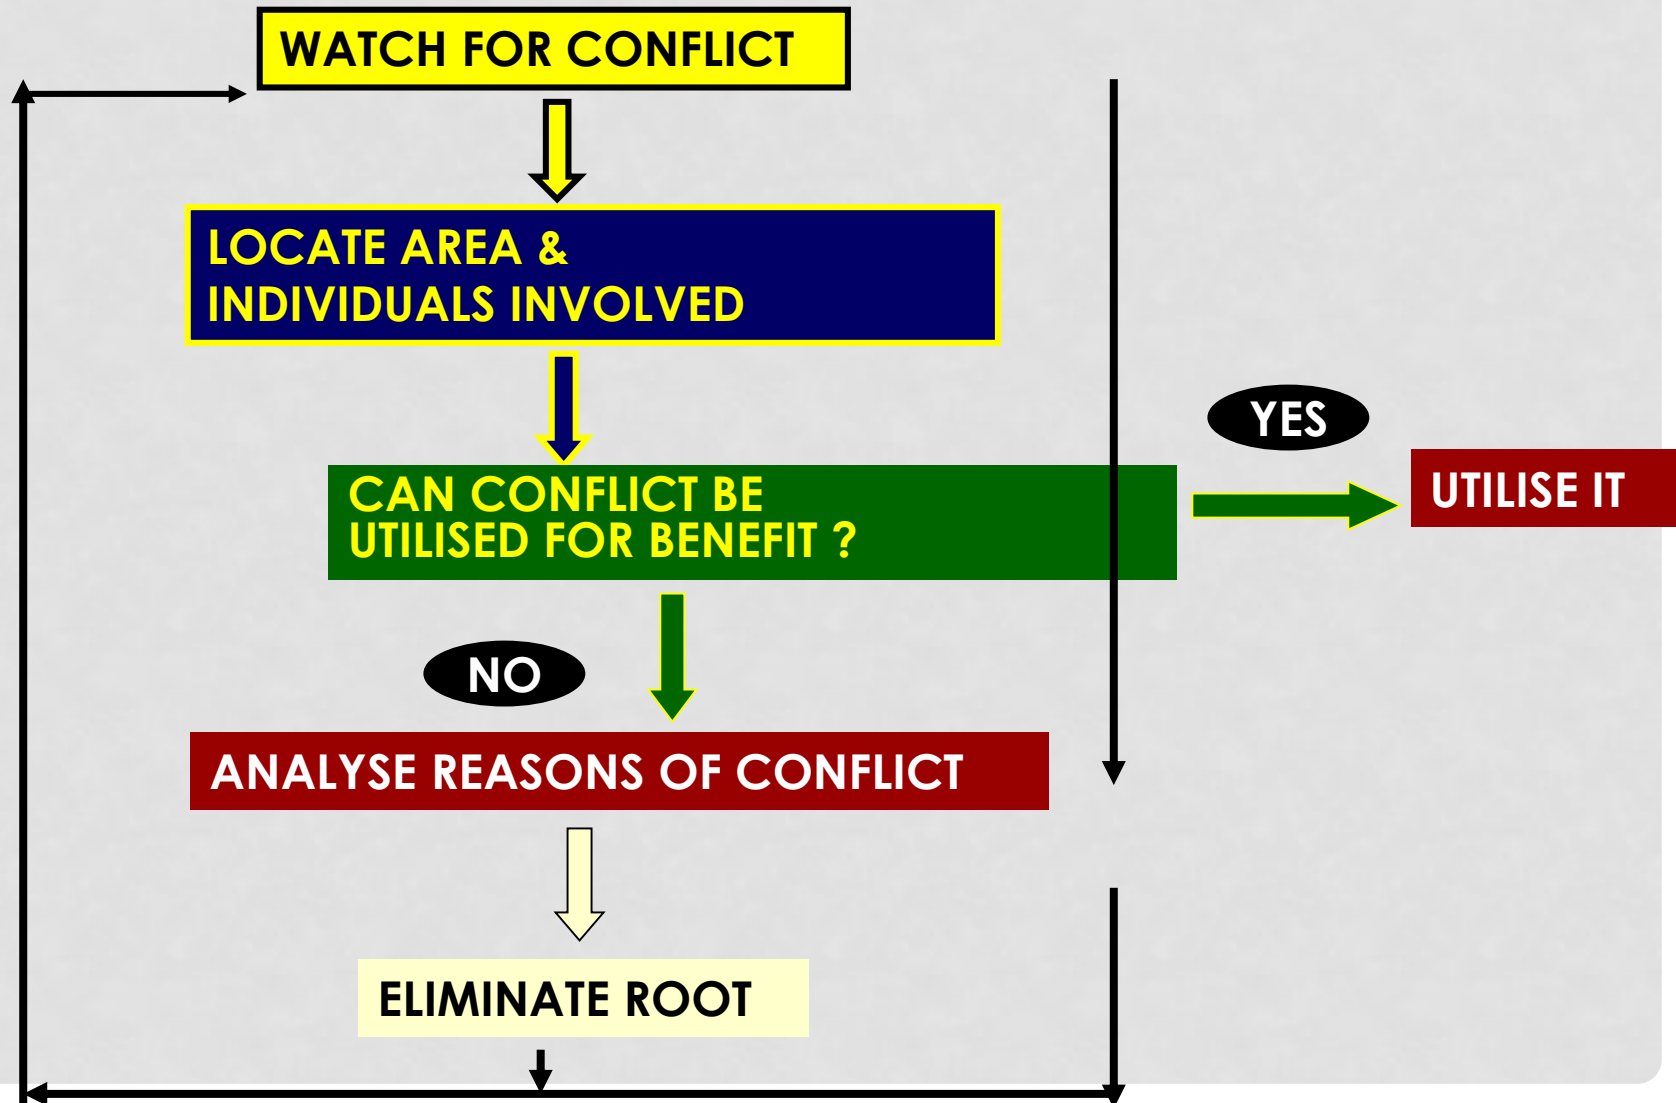 WATCH FOR CONFLICT
LOCATE AREA &
INDIVIDUALS INVOLVED
YES
CAN CONFLICT BE
UTILISED FOR BENEFIT ?
UTILISE IT
NO
ANALYSE REASONS OF CONFLICT
ELIMINATE ROOT